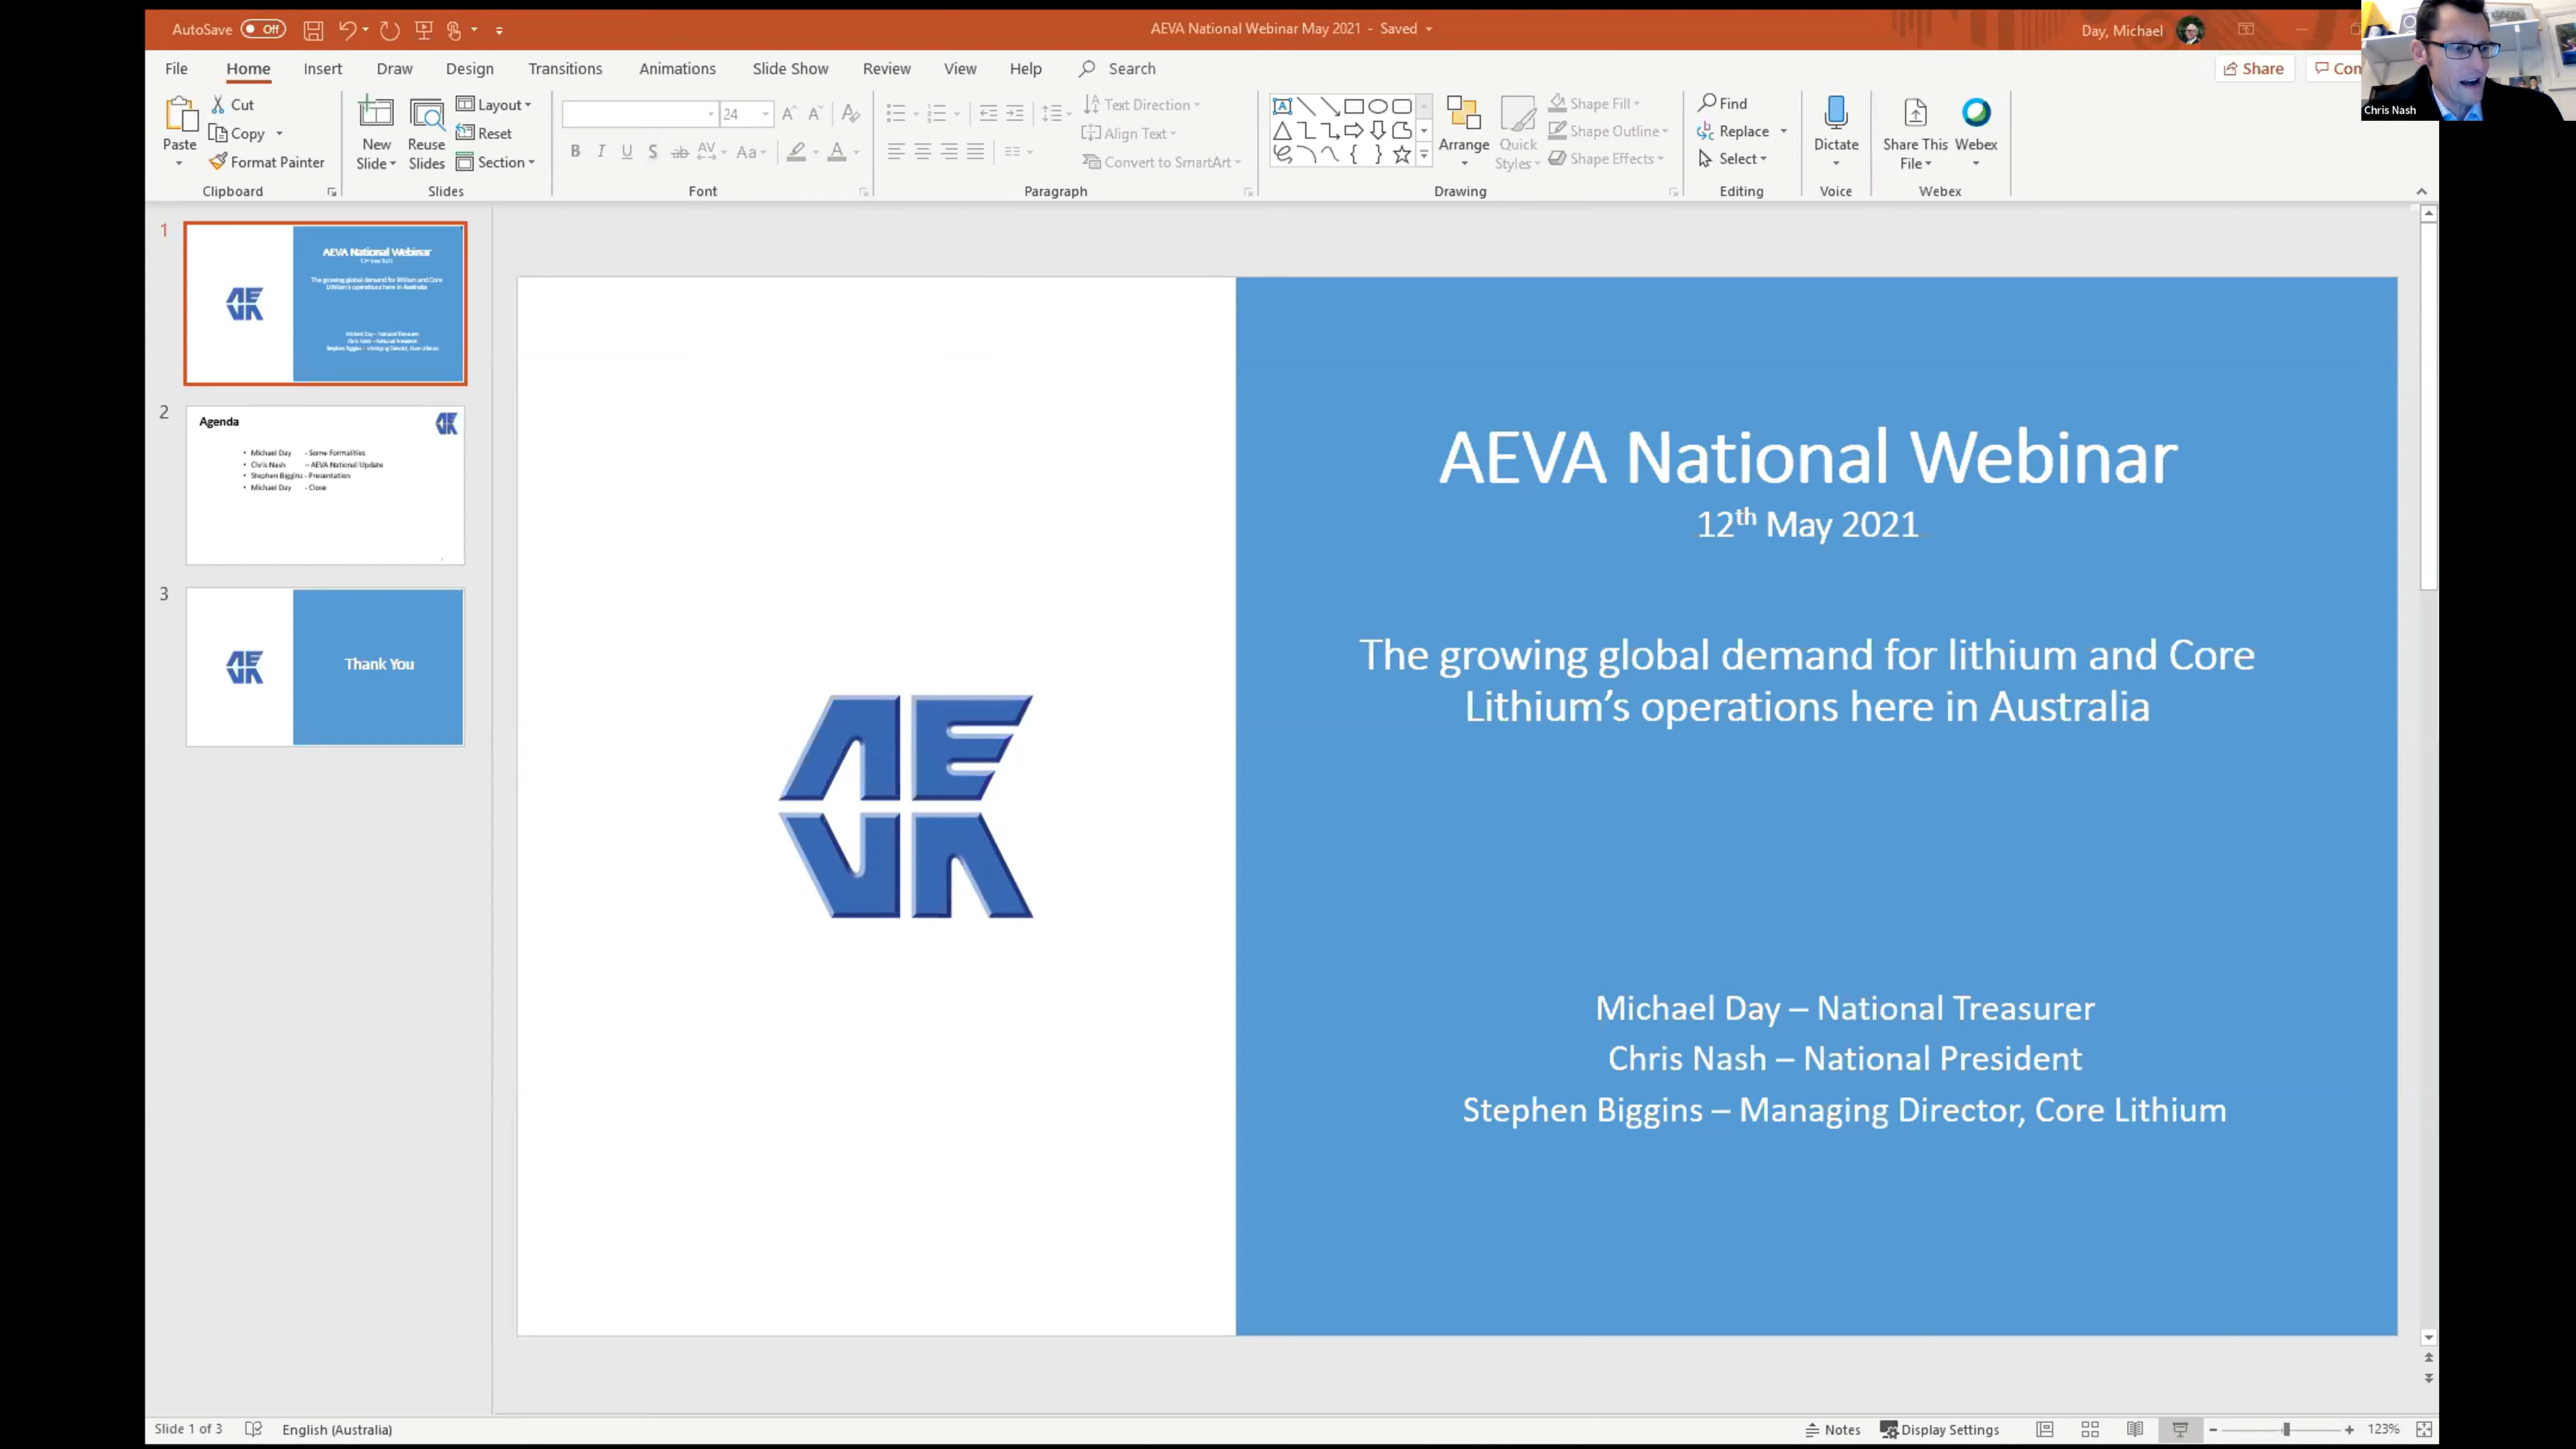 AutoSave Off
AEVA National Webinar May 2021 - Saved
Day, Michael
File Home Insert Draw Design Transitions Animations Slide Show Review View Help Search
Share
Com
Chris Nash
Paste
Cut
Copy
Format Painter
Clipboard
New Slide
Reuse Slides
Layout
Reset
Section
Slides
24
Font
Text Direction
Align Text
Convert to SmartArt
Paragraph
Arrange
Quick Styles
Shape Fill
Shape Outline
Shape Effects
Drawing
Find
Replace
Select
Editing
Dictate
Voice
Share This File
Webex
Webex
1
AEVA National Webinar
12th May 2021
The growing global demand for lithium and Core
Lithium's operations here in Australia
Michael Day – National Treasurer
Chris Nash – National President
Stephen Biggins – Managing Director, Core Lithium
2
Agenda
• Michael Day - Some Formalities
• Chris Nash – AEVA National Update
• Stephen Biggins - Presentation
• Michael Day - Close
3
Thank You
AE
VA
AEVA National Webinar
12th May 2021
The growing global demand for lithium and Core
Lithium’s operations here in Australia
Michael Day – National Treasurer
Chris Nash – National President
Stephen Biggins – Managing Director, Core Lithium
Slide 1 of 3
English (Australia)
Notes
Display Settings
123%